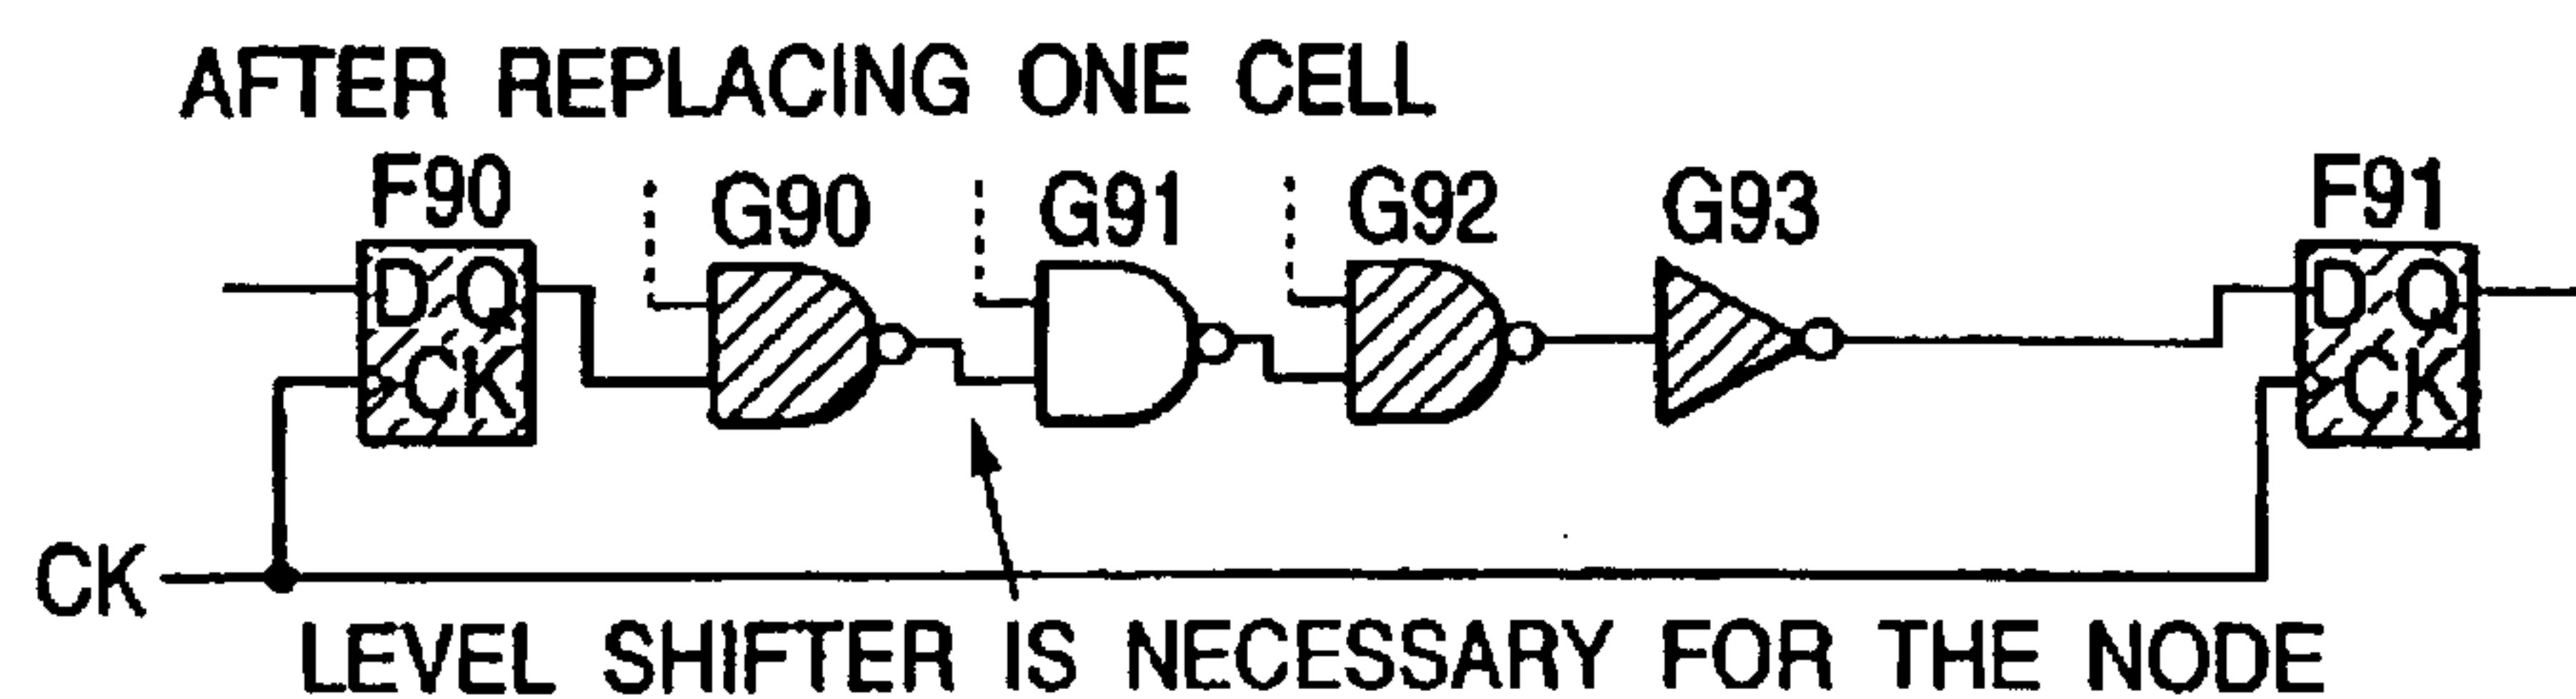 AFTER REPLACING ONE CELL
F90 G90 G91 G92 G93 F91
D Q D Q
CK CK
CK
LEVEL SHIFTER IS NECESSARY FOR THE NODE